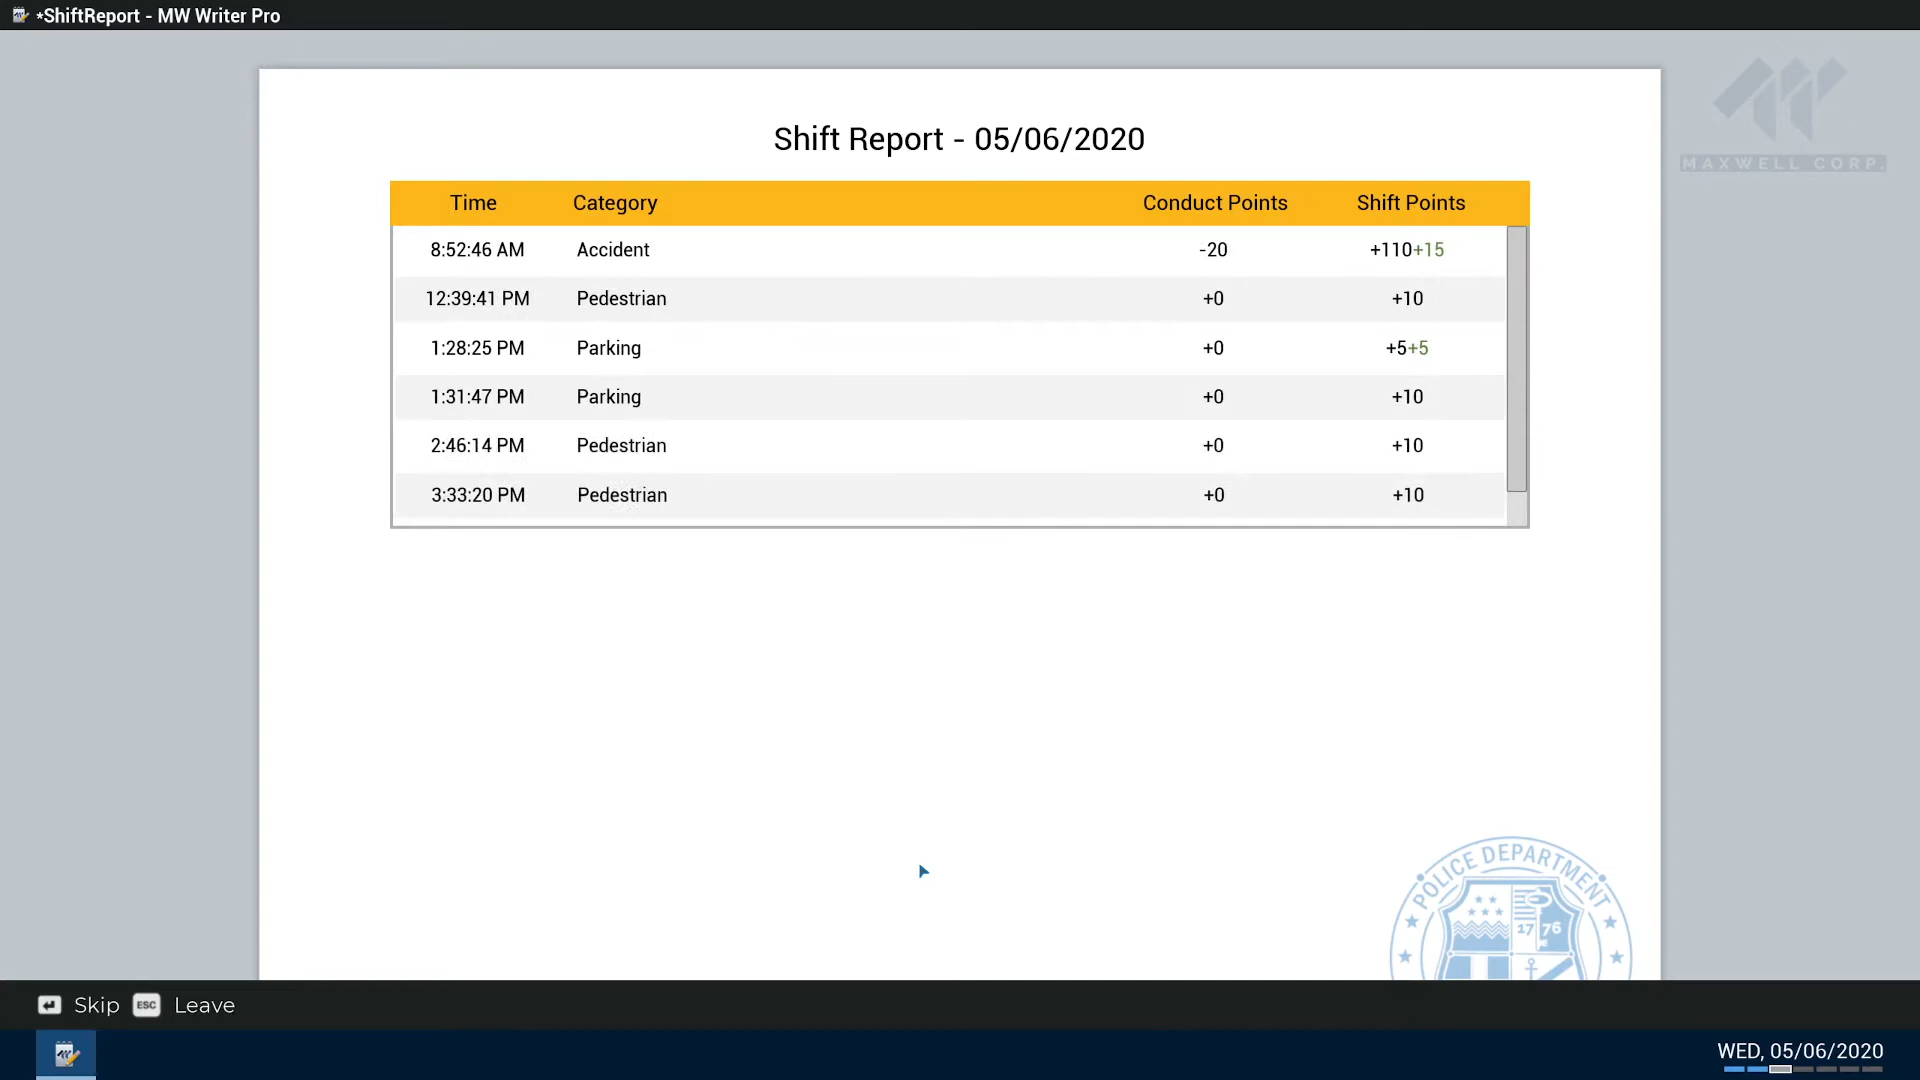 *ShiftReport - MW Writer Pro
MAXWELL CORP.
Shift Report - 05/06/2020
Time Category Conduct Points Shift Points
8:52:46 AM Accident -20 +110+15
12:39:41 PM Pedestrian +0 +10
1:28:25 PM Parking +0 +5+5
1:31:47 PM Parking +0 +10
2:46:14 PM Pedestrian +0 +10
3:33:20 PM Pedestrian +0 +10
POLICE DEPARTMENT
17 76
Skip ESC Leave
WED, 05/06/2020